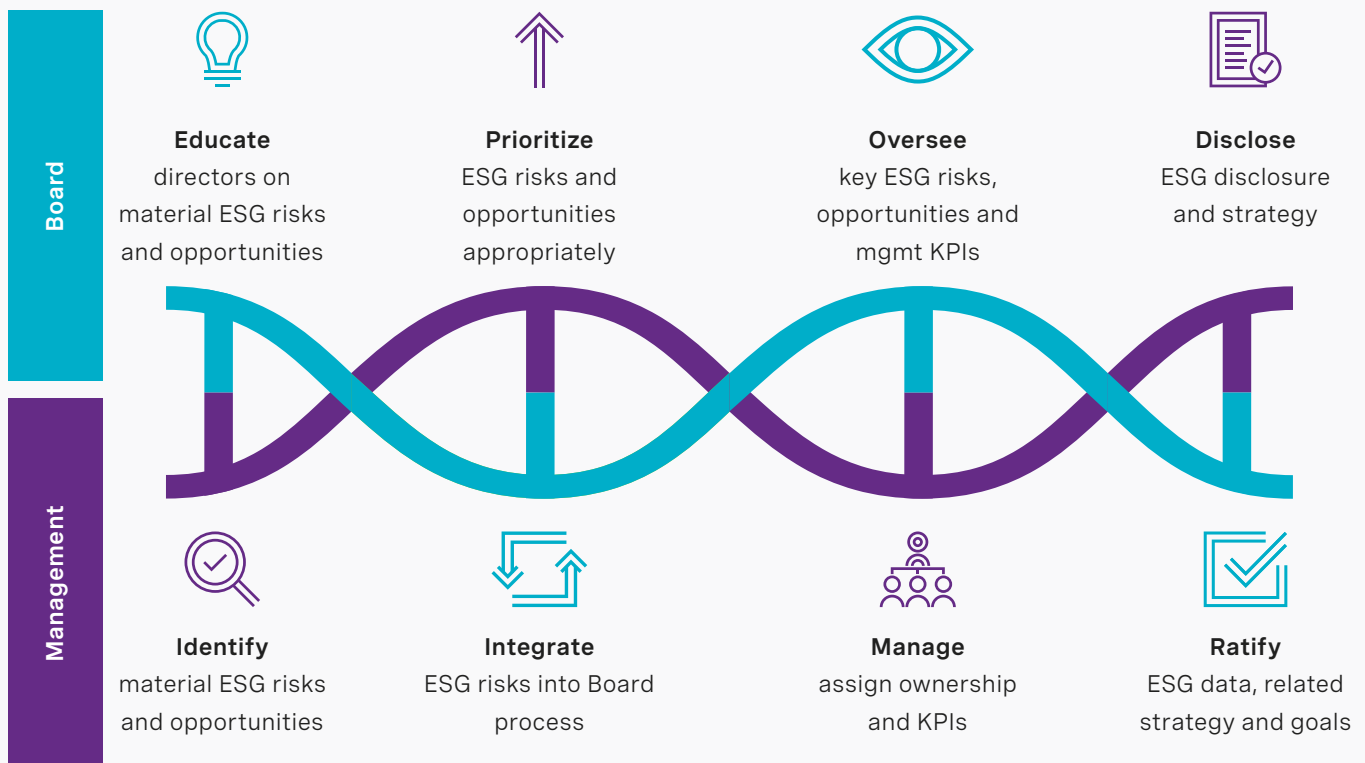 Board
Educate
directors on
material ESG risks
and opportunities
Prioritize
ESG risks and
opportunities
appropriately
Oversee
key ESG risks,
opportunities and
mgmt KPIs
Disclose
ESG disclosure
and strategy
Management
Identify
material ESG risks
and opportunities
Integrate
ESG risks into Board
process
Manage
assign ownership
and KPIs
Ratify
ESG data, related
strategy and goals